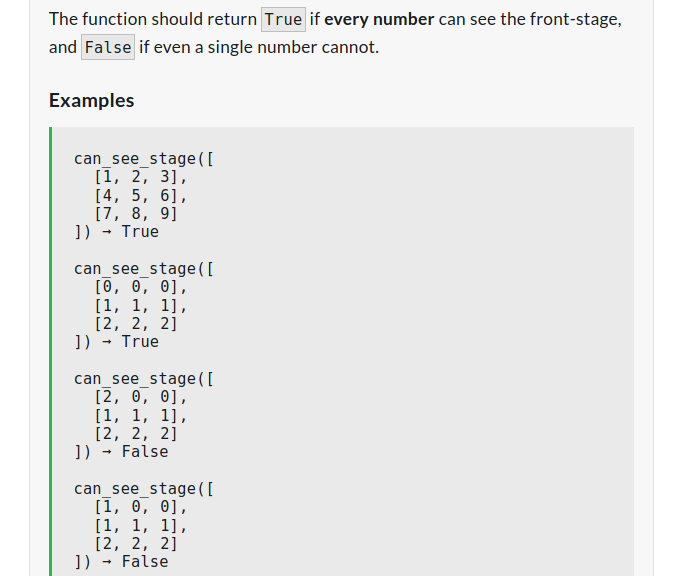 The function should return True if every number can see the front-stage,
and False if even a single number cannot.
Examples
can_see_stage([
  [1, 2, 3],
  [4, 5, 6],
  [7, 8, 9]
]) → True
can_see_stage([
  [0, 0, 0],
  [1, 1, 1],
  [2, 2, 2]
]) → True
can_see_stage([
  [2, 0, 0],
  [1, 1, 1],
  [2, 2, 2]
]) → False
can_see_stage([
  [1, 0, 0],
  [1, 1, 1],
  [2, 2, 2]
]) → False